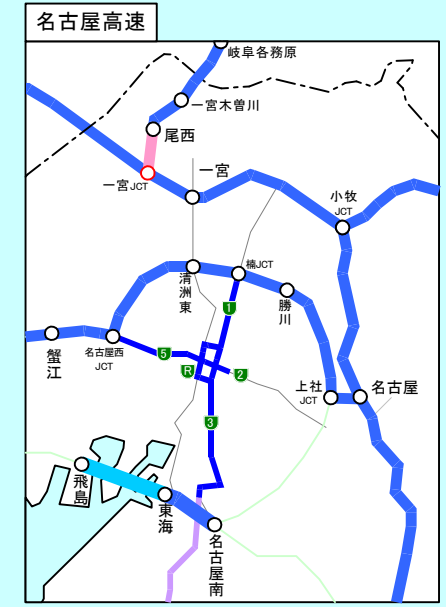 名古屋高速
岐阜各務原
一宮木曽川
尾西
一宮JCT
一宮
小牧
JCT
清洲東
楠JCT
勝川
1
蟹江
名古屋西
JCT
5
R
2
上社
JCT
名古屋
3
飛島
東海
名古屋南